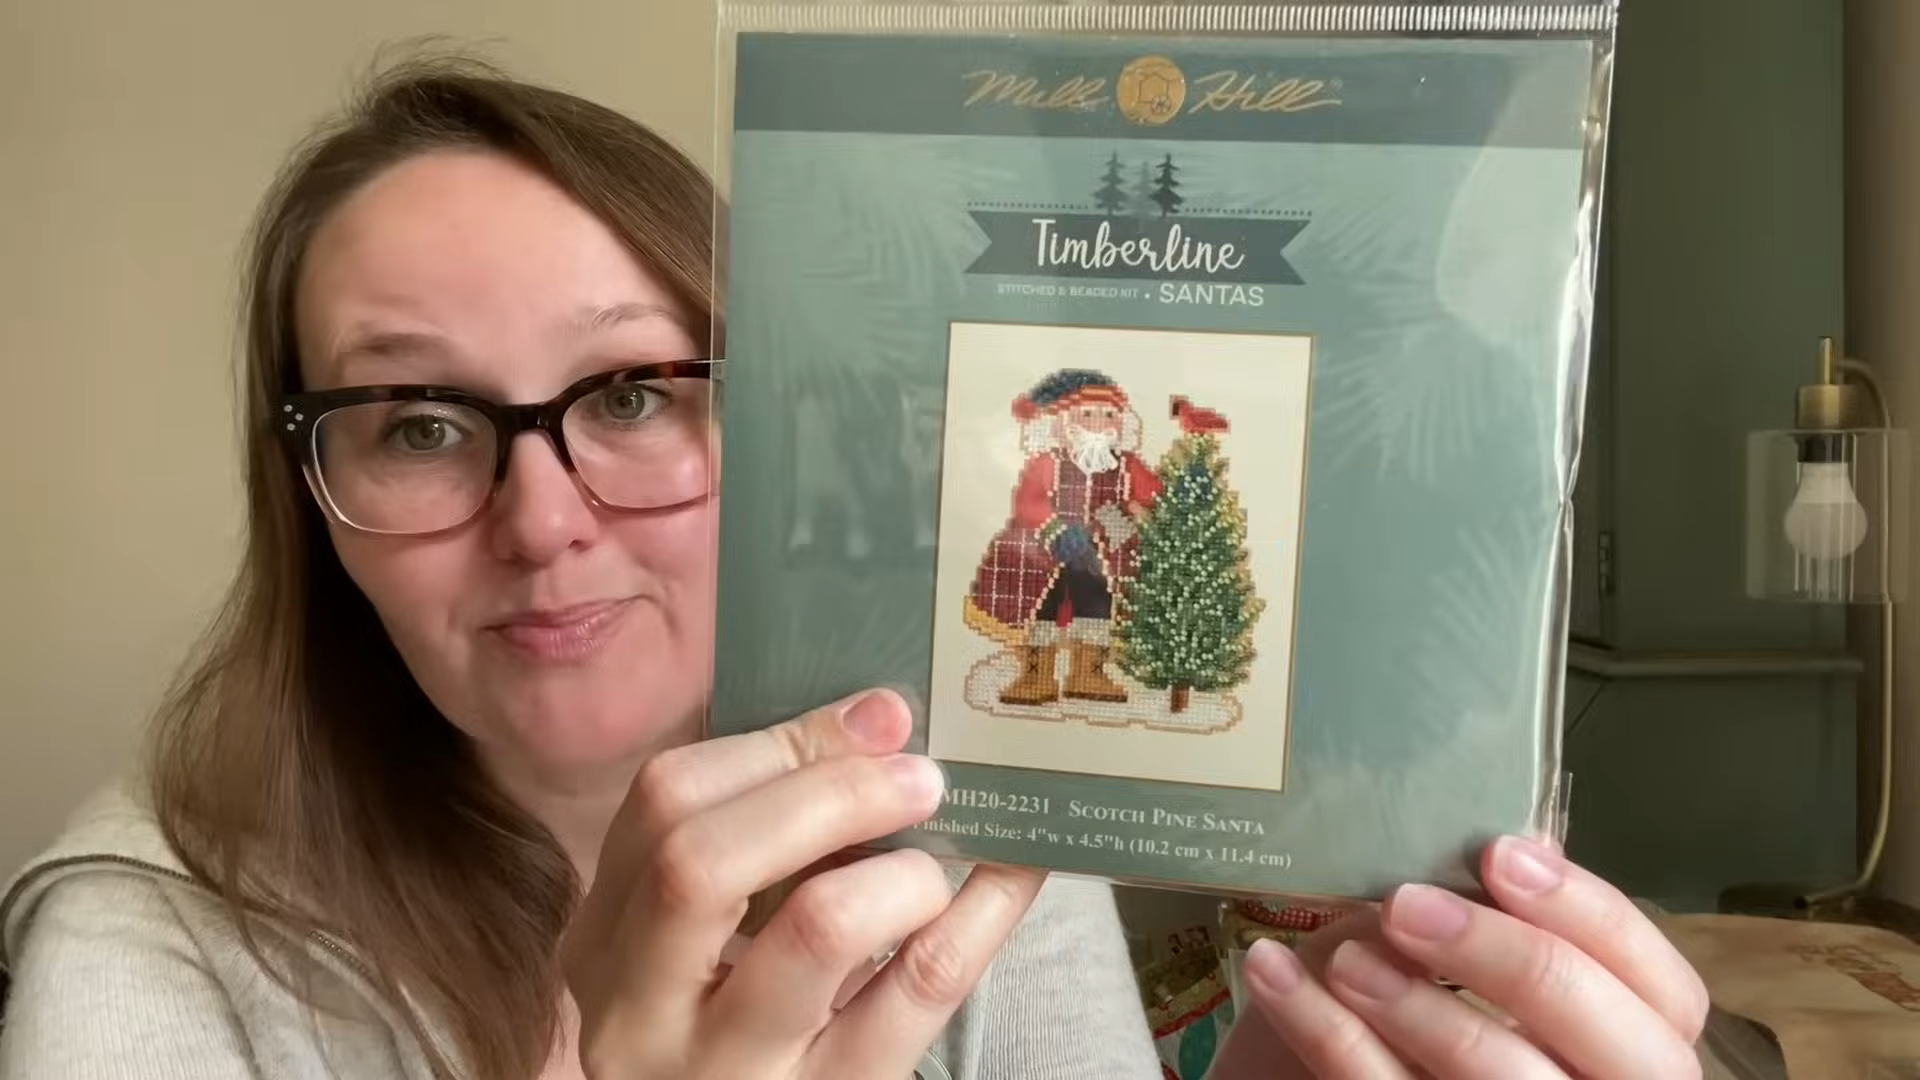 Mill Hill®
Timberline
STITCHED & BEADED KIT • SANTAS
MH20-2231 SCOTCH PINE SANTA
Finished Size: 4"w x 4.5"h (10.2 cm x 11.4 cm)